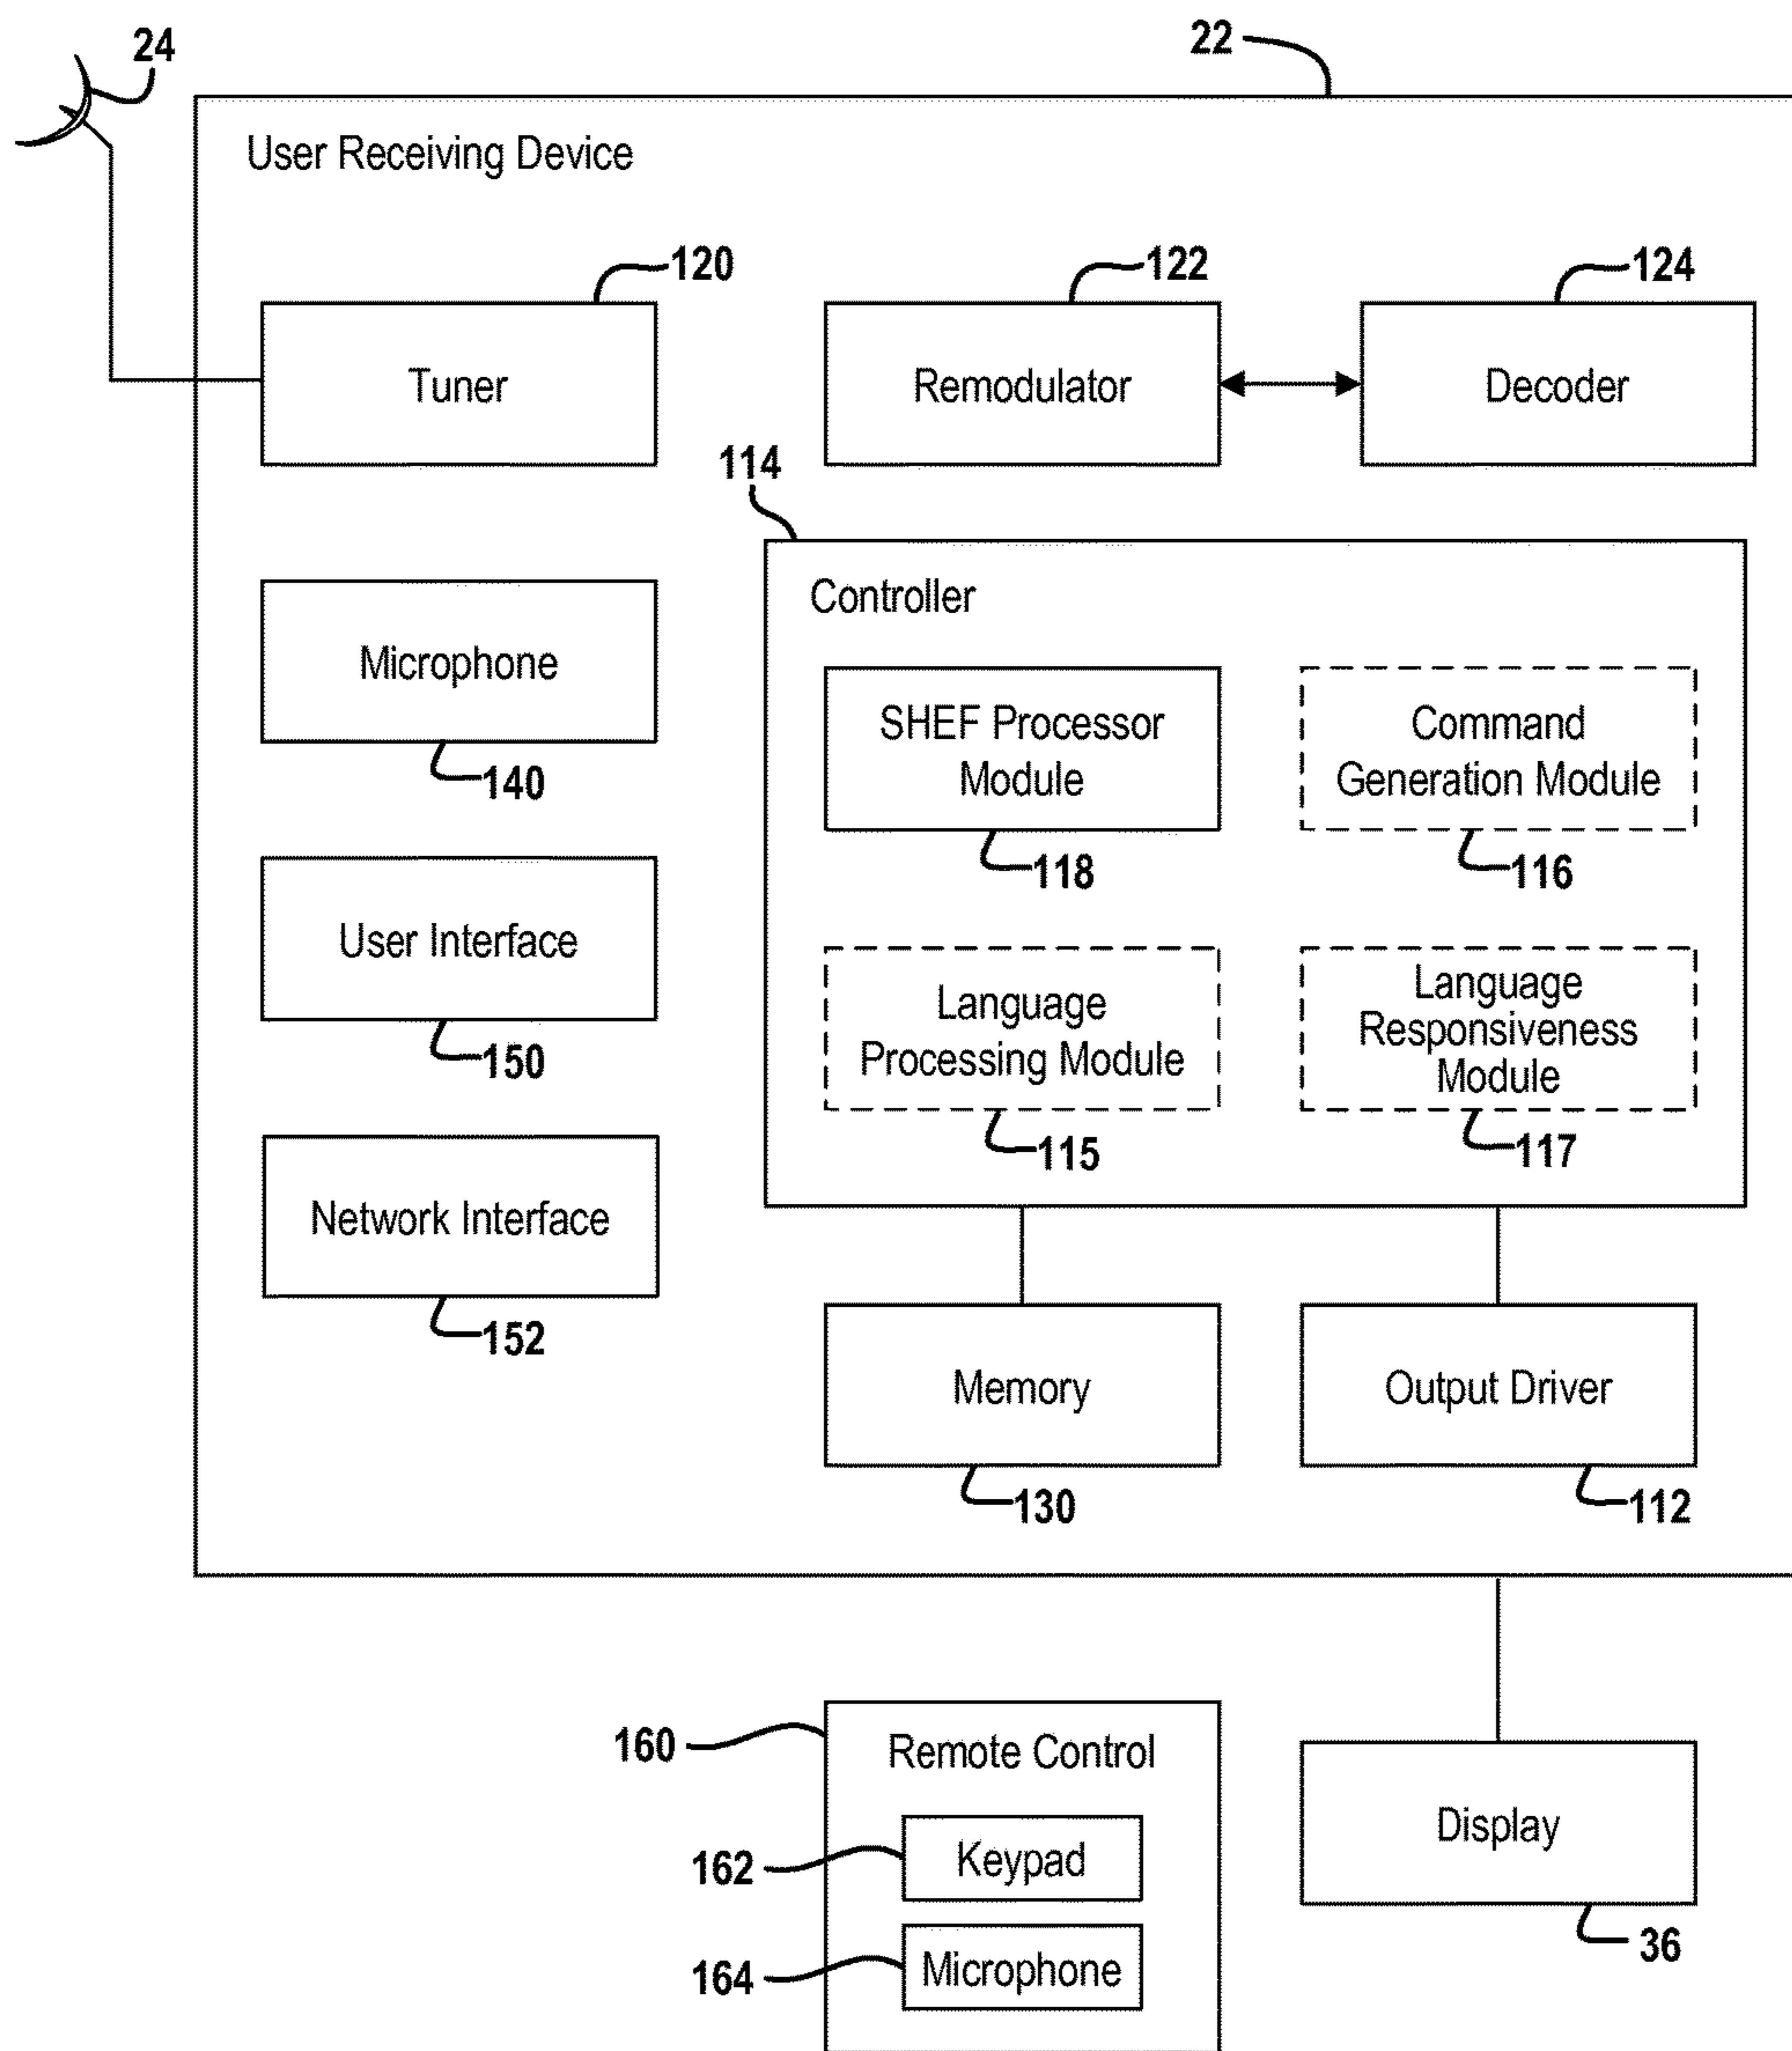 24
22
User Receiving Device
120
122
124
Tuner
Remodulator
Decoder
114
Controller
Microphone
140
SHEF Processor
Module
118
Command
Generation Module
116
User Interface
150
Language
Processing Module
115
Language
Responsiveness
Module
117
Network Interface
152
Memory
130
Output Driver
112
160
Remote Control
162
Keypad
164
Microphone
Display
36